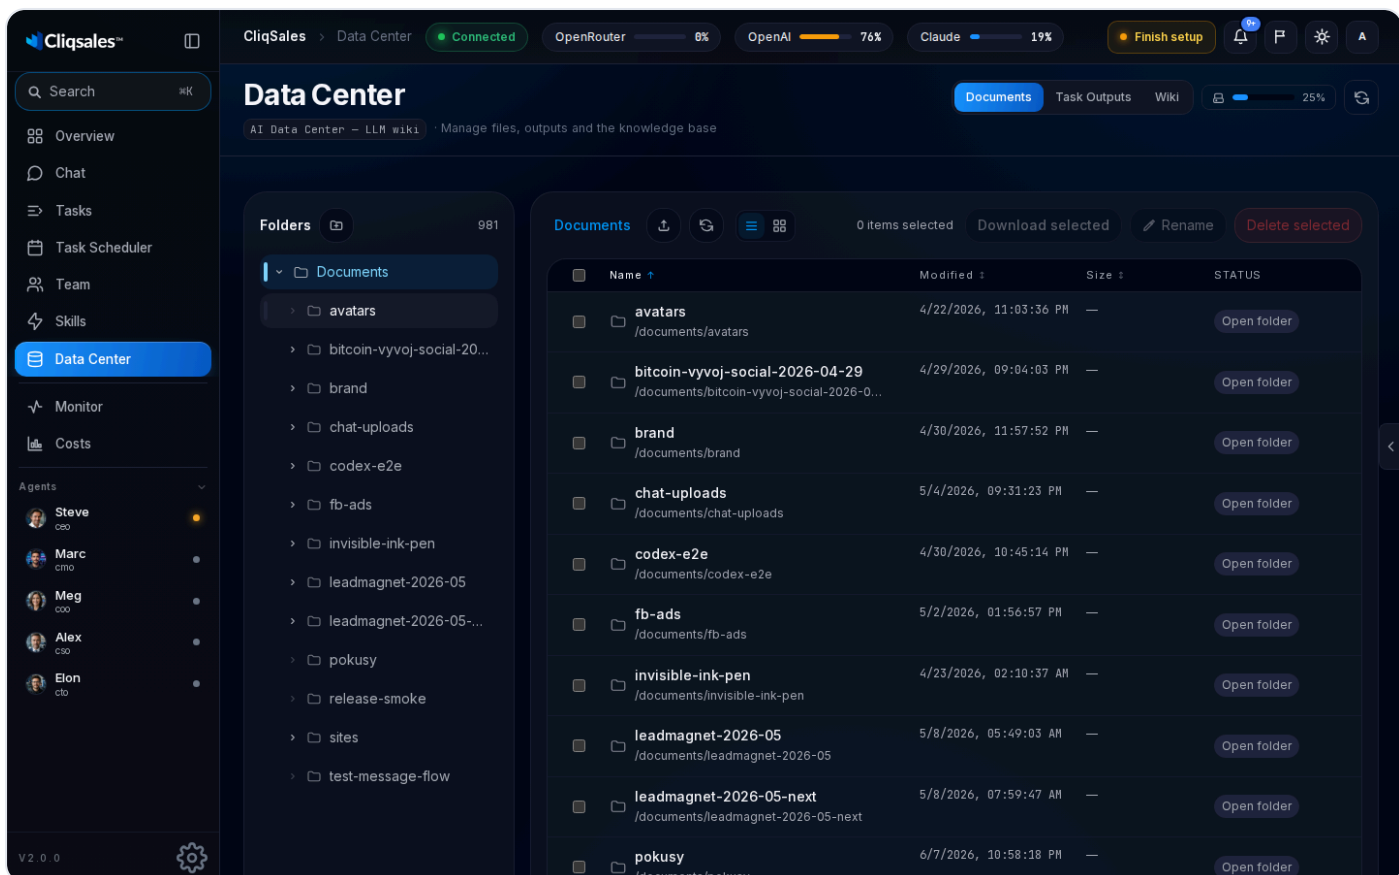 Cliqsales™
Search ⌘K
Overview
Chat
Tasks
Task Scheduler
Team
Skills
Data Center
Monitor
Costs
Agents
Steve
ceo
Marc
cmo
Meg
coo
Alex
cso
Elon
cto
V2.0.0
CliqSales > Data Center
Connected
OpenRouter 0%
OpenAI 76%
Claude 19%
Finish setup
9+
A
Data Center
AI Data Center — LLM wiki · Manage files, outputs and the knowledge base
Documents Task Outputs Wiki
25%
Folders 981
Documents
avatars
bitcoin-vyvoj-social-20...
brand
chat-uploads
codex-e2e
fb-ads
invisible-ink-pen
leadmagnet-2026-05
leadmagnet-2026-05-...
pokusy
release-smoke
sites
test-message-flow
Documents
0 items selected Download selected Rename Delete selected
Name ↑ Modified ↕ Size ↕ STATUS
avatars 4/22/2026, 11:03:36 PM — Open folder
/documents/avatars
bitcoin-vyvoj-social-2026-04-29 4/29/2026, 09:04:03 PM — Open folder
/documents/bitcoin-vyvoj-social-2026-0...
brand 4/30/2026, 11:57:52 PM — Open folder
/documents/brand
chat-uploads 5/4/2026, 09:31:23 PM — Open folder
/documents/chat-uploads
codex-e2e 4/30/2026, 10:45:14 PM — Open folder
/documents/codex-e2e
fb-ads 5/2/2026, 01:56:57 PM — Open folder
/documents/fb-ads
invisible-ink-pen 4/23/2026, 02:10:37 AM — Open folder
/documents/invisible-ink-pen
leadmagnet-2026-05 5/8/2026, 05:49:03 AM — Open folder
/documents/leadmagnet-2026-05
leadmagnet-2026-05-next 5/8/2026, 07:59:47 AM — Open folder
/documents/leadmagnet-2026-05-next
pokusy 6/7/2026, 10:58:18 PM — Open folder